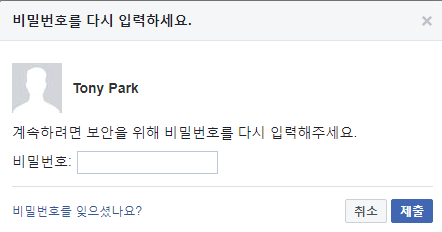 비밀번호를 다시 입력하세요.
Tony Park
계속하려면 보안을 위해 비밀번호를 다시 입력해주세요.
비밀번호:
비밀번호를 잊으셨나요? 취소 제출